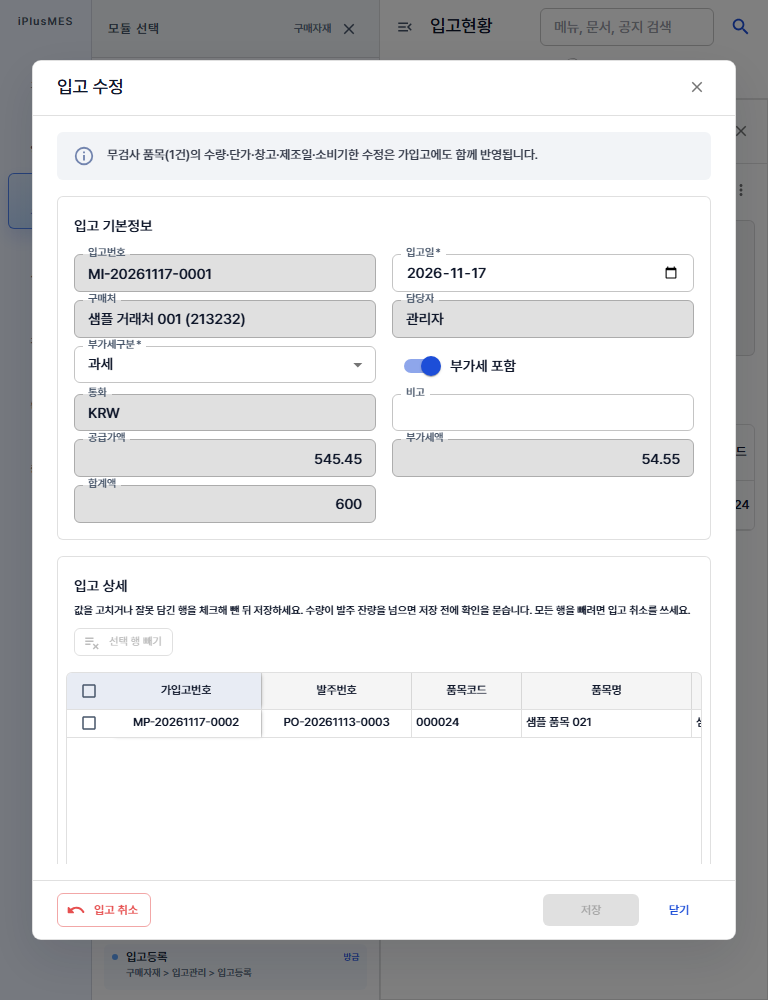 iPlusMES
모듈 선택
구매자재
입고현황
메뉴, 문서, 공지 검색
입고 수정
무검사 품목(1건)의 수량·단가·창고·제조일·소비기한 수정은 가입고에도 함께 반영됩니다.
입고 기본정보
입고번호
MI-20261117-0001
입고일*
2026-11-17
구매처
샘플 거래처 001 (213232)
담당자
관리자
부가세구분*
과세
부가세 포함
통화
KRW
비고
공급가액
545.45
부가세액
54.55
합계액
600
드
24
입고 상세
값을 고치거나 잘못 담긴 행을 체크해 뺀 뒤 저장하세요. 수량이 발주 잔량을 넘으면 저장 전에 확인을 묻습니다. 모든 행을 빼려면 입고 취소를 쓰세요.
선택 행 빼기
가입고번호 발주번호 품목코드 품목명
MP-20261117-0002 PO-20261113-0003 000024 샘플 품목 021
입고 취소
저장
닫기
입고등록
방금
구매자재 > 입고관리 > 입고등록